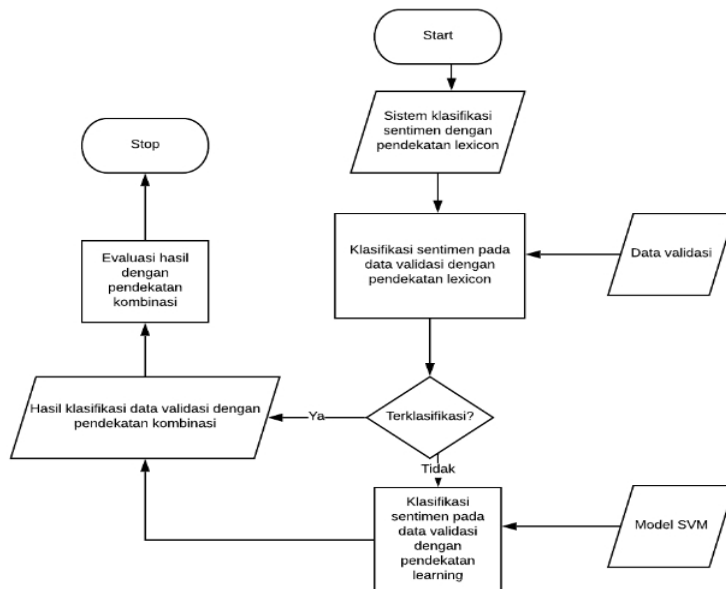 Start
Sistem klasifikasi
sentimen dengan
pendekatan lexicon
Klasifikasi sentimen pada
data validasi dengan
pendekatan lexicon
Data validasi
Terklasifikasi?
Ya
Tidak
Klasifikasi
sentimen pada
data validasi
dengan
pendekatan
learning
Model SVM
Hasil klasifikasi data validasi dengan
pendekatan kombinasi
Evaluasi hasil
dengan
pendekatan
kombinasi
Stop